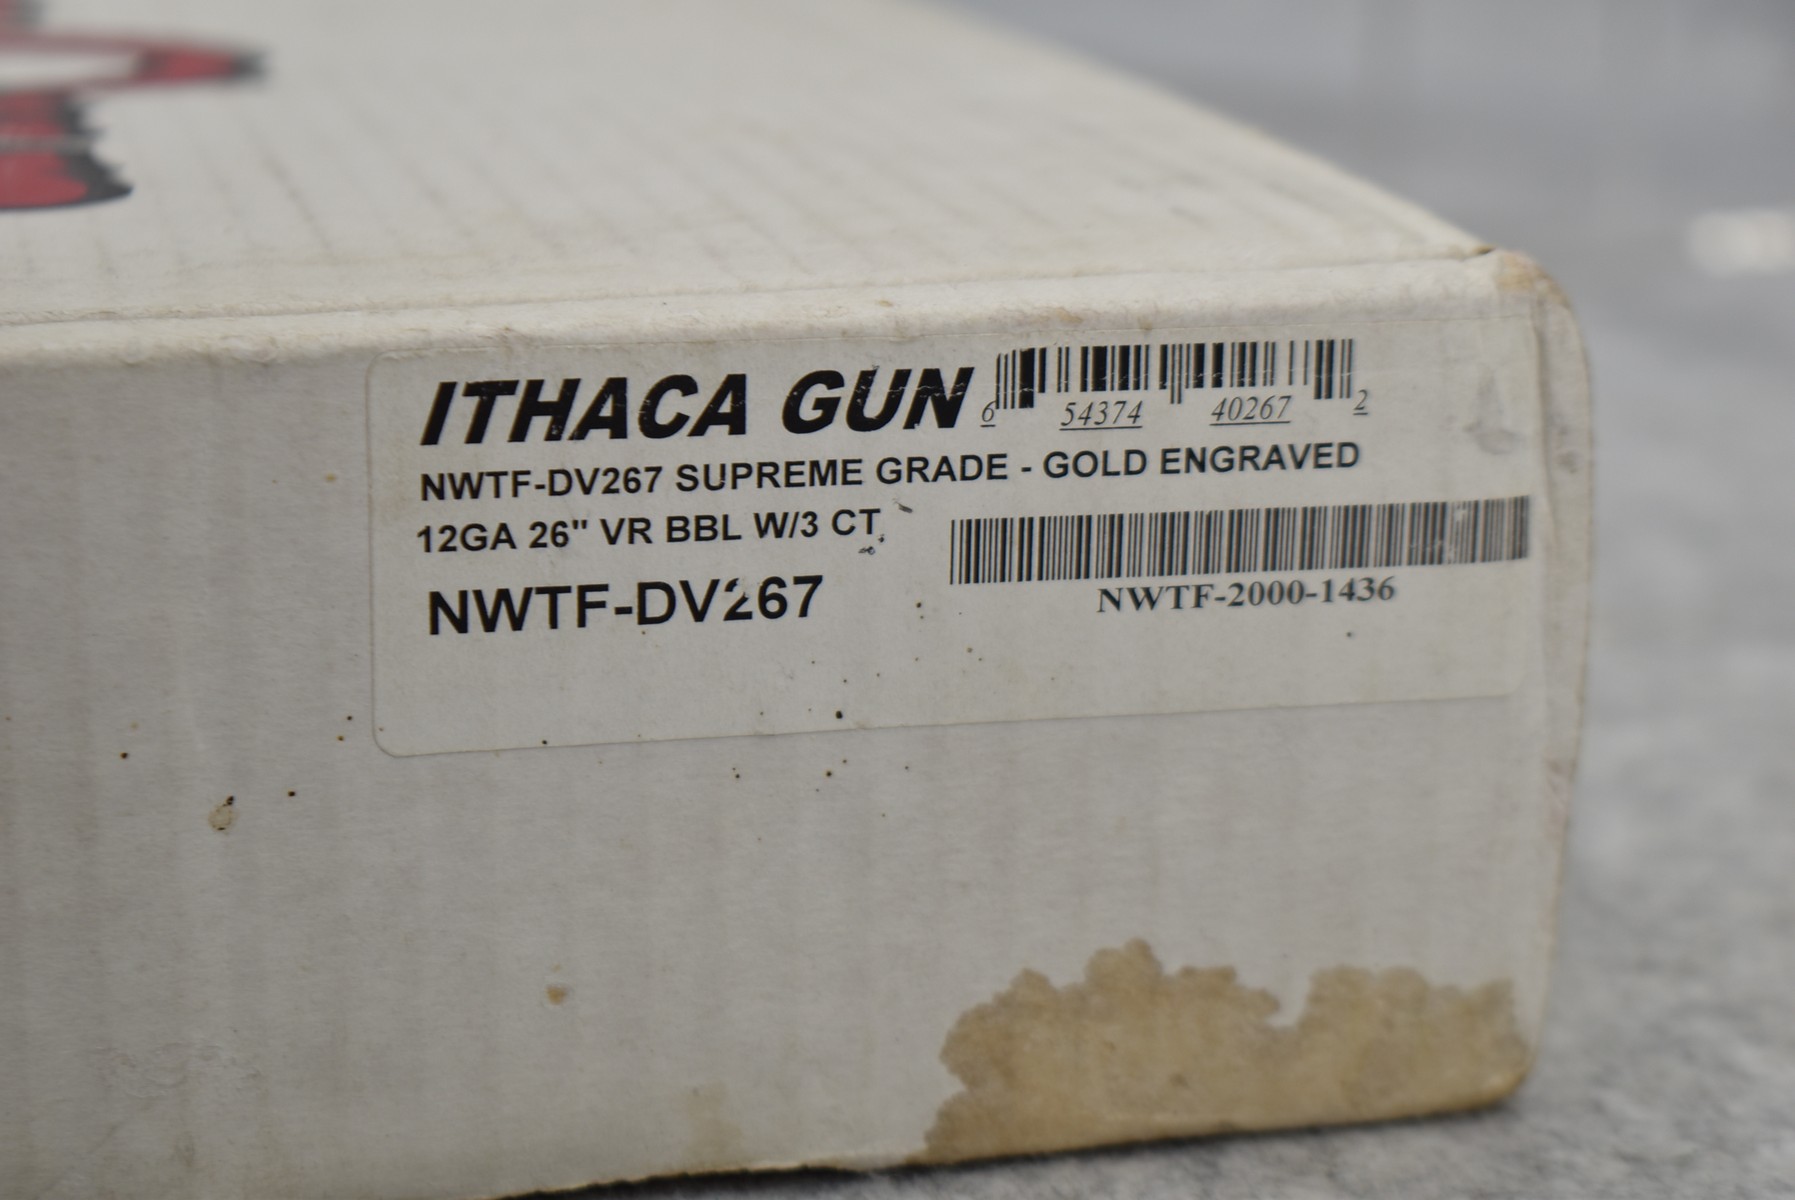 ITHACA GUN
6 54374 40267 2
NWTF-DV267 SUPREME GRADE - GOLD ENGRAVED
12GA 26" VR BBL W/3 CT
NWTF-DV267
NWTF-2000-1436